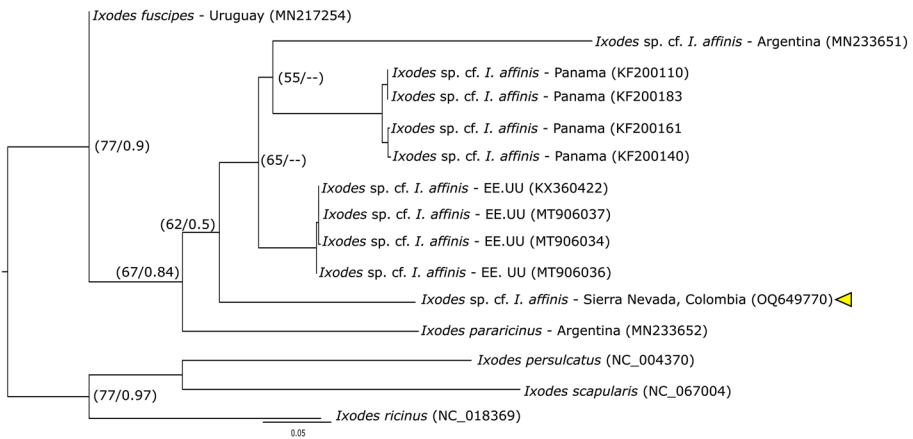 Ixodes fuscipes - Uruguay (MN217254)
Ixodes sp. cf. I. affinis - Argentina (MN233651)
(55/--)
Ixodes sp. cf. I. affinis - Panama (KF200110)
Ixodes sp. cf. I. affinis - Panama (KF200183
Ixodes sp. cf. I. affinis - Panama (KF200161
(77/0.9)
Ixodes sp. cf. I. affinis - Panama (KF200140)
(65/--)
Ixodes sp. cf. I. affinis - EE.UU (KX360422)
Ixodes sp. cf. I. affinis - EE.UU (MT906037)
(62/0.5)
Ixodes sp. cf. I. affinis - EE.UU (MT906034)
(67/0.84)
Ixodes sp. cf. I. affinis - EE. UU (MT906036)
Ixodes sp. cf. I. affinis - Sierra Nevada, Colombia (OQ649770)
Ixodes pararicinus - Argentina (MN233652)
Ixodes persulcatus (NC_004370)
(77/0.97)
Ixodes scapularis (NC_067004)
Ixodes ricinus (NC_018369)
0.05